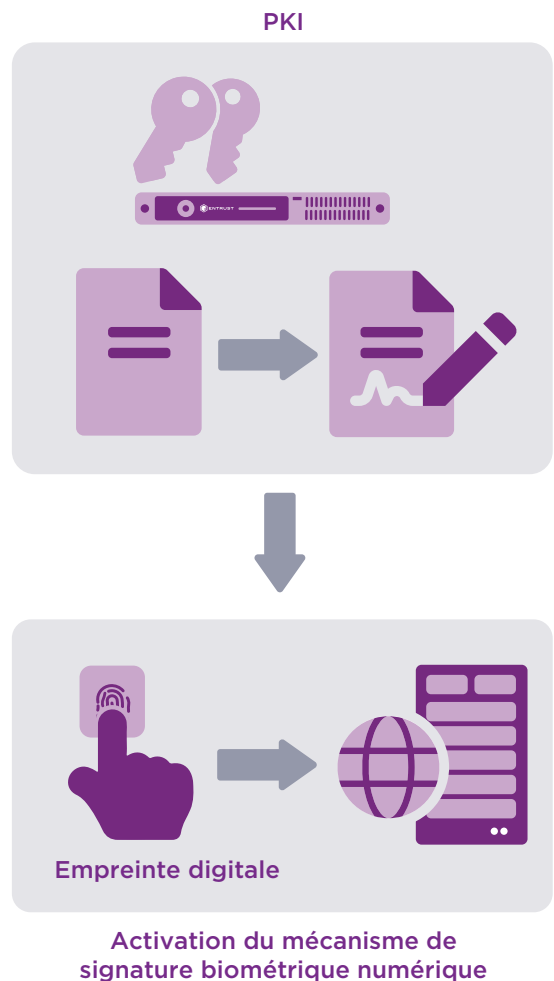 PKI
ENTRUST
Empreinte digitale
Activation du mécanisme de
signature biométrique numérique